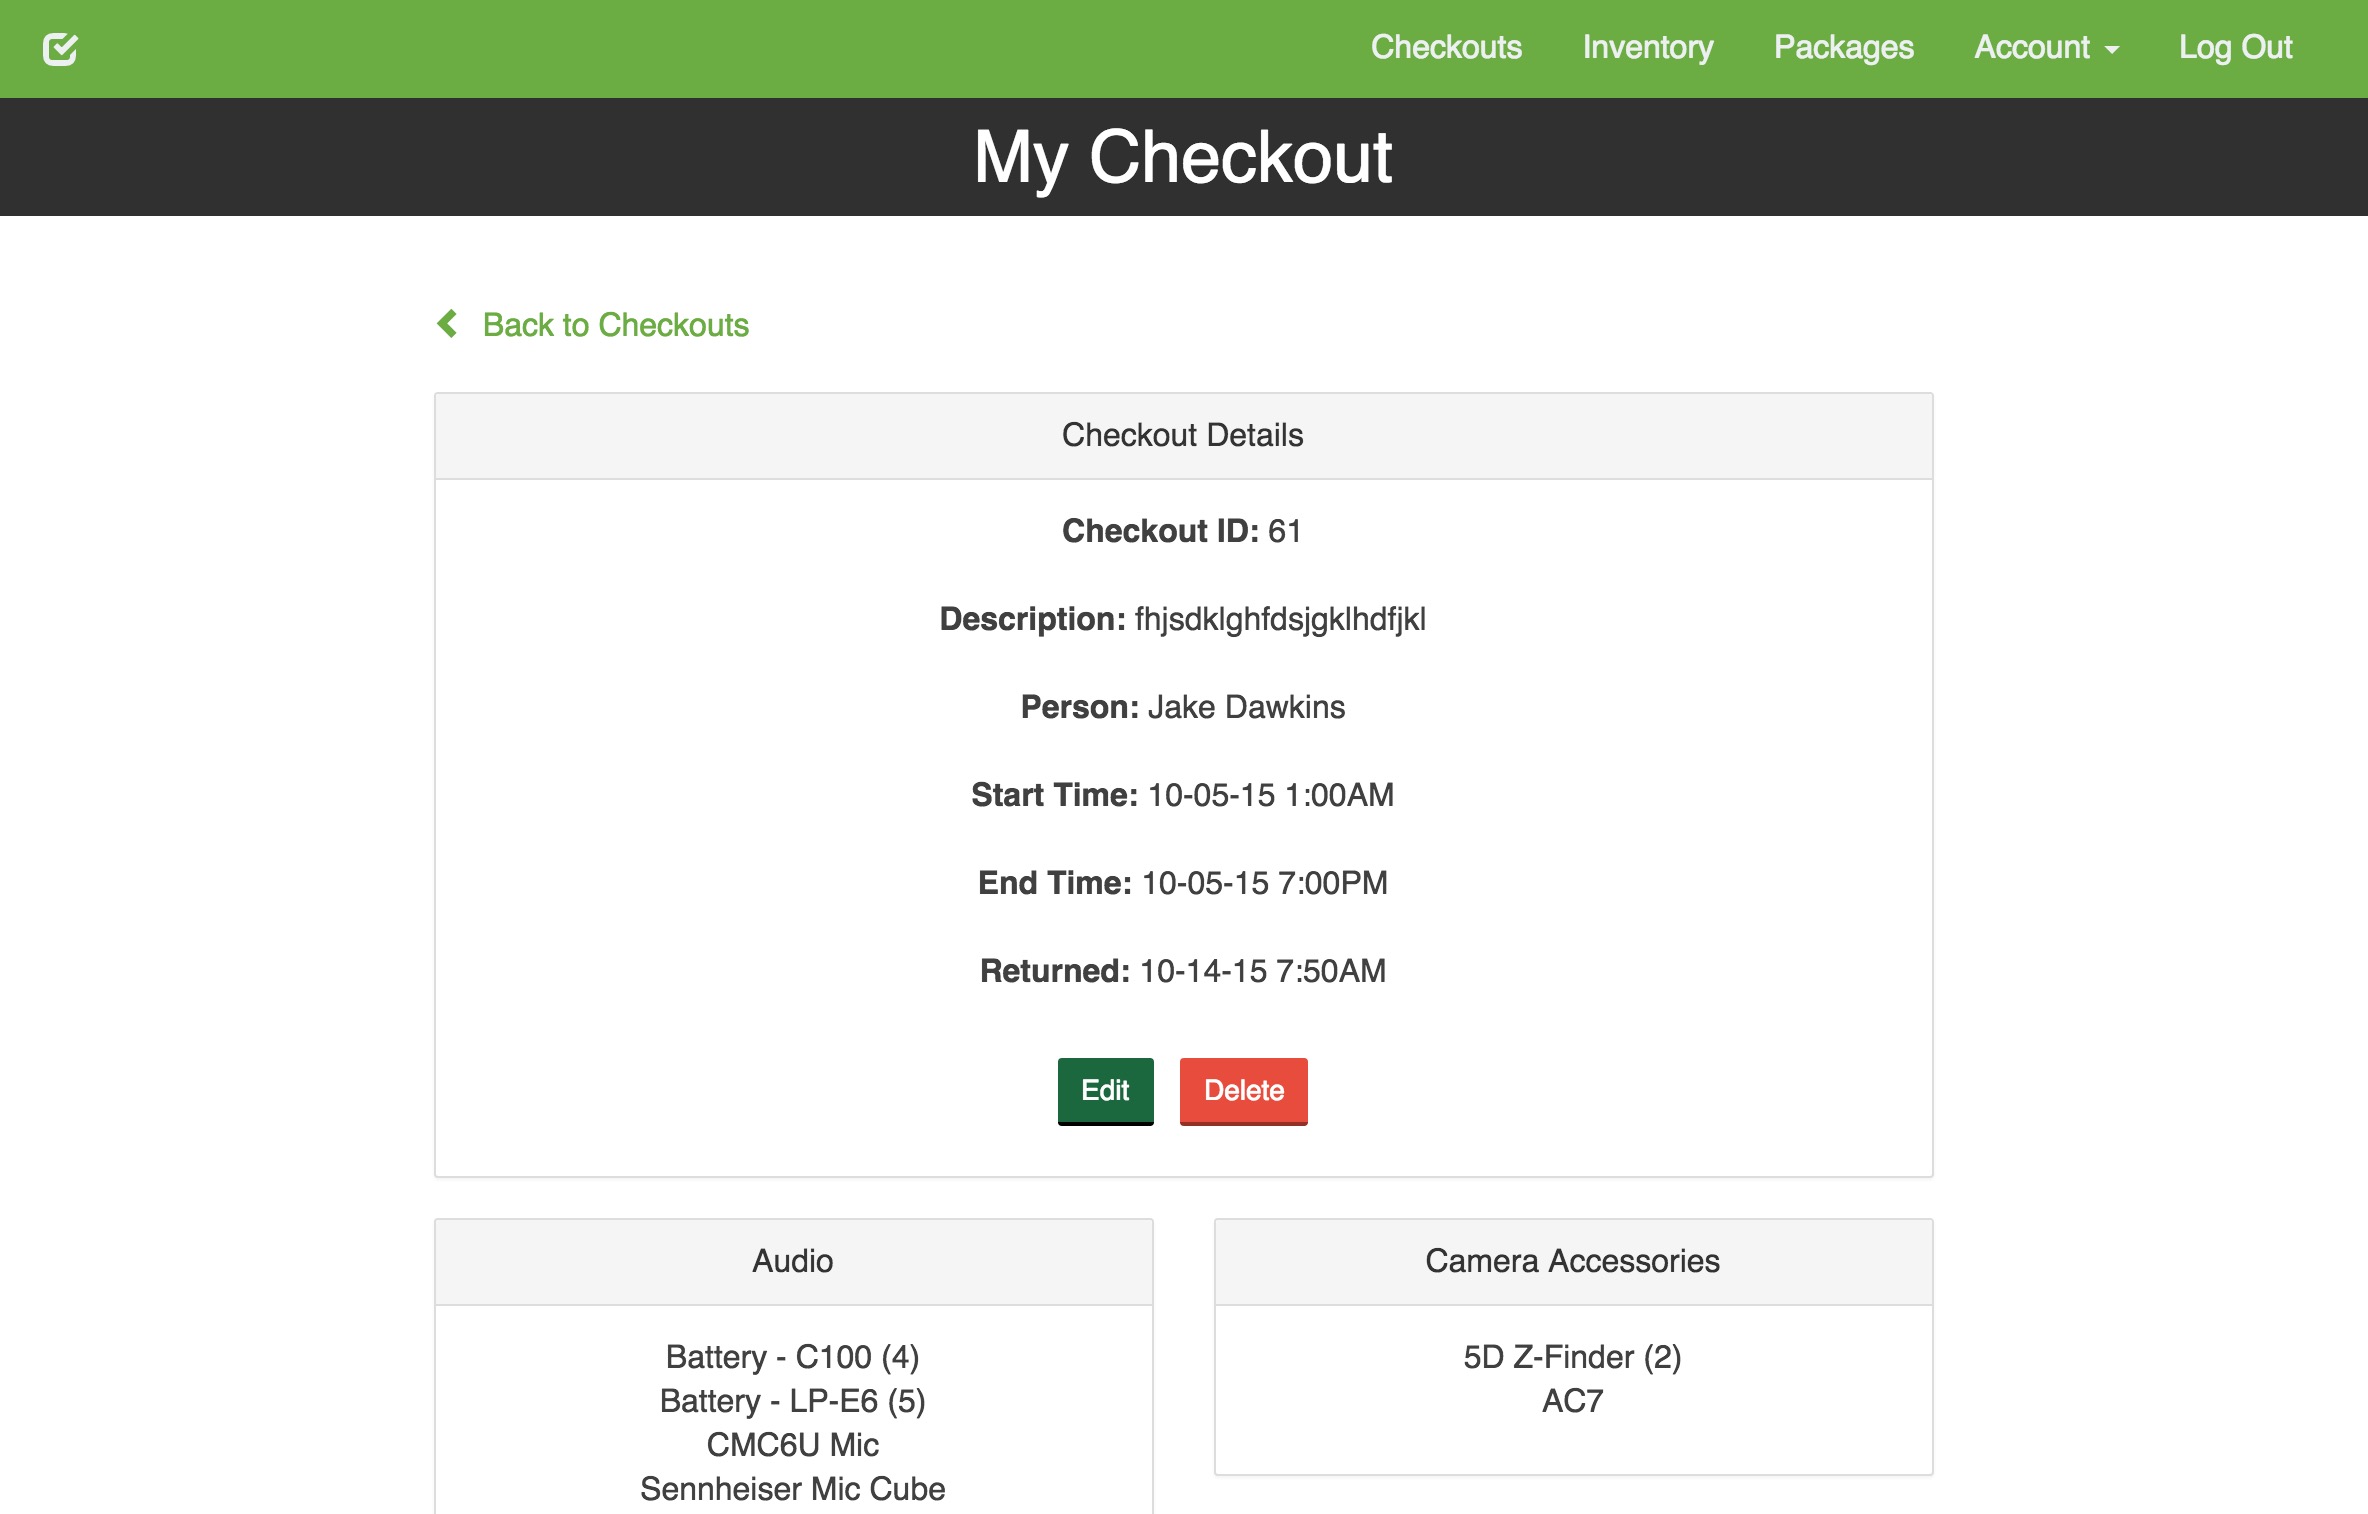 Checkouts Inventory Packages Account Log Out
My Checkout
Back to Checkouts
Checkout Details
Checkout ID: 61
Description: fhjsdklghfdsjgklhdfjkl
Person: Jake Dawkins
Start Time: 10-05-15 1:00AM
End Time: 10-05-15 7:00PM
Returned: 10-14-15 7:50AM
Edit Delete
Audio
Battery - C100 (4)
Battery - LP-E6 (5)
CMC6U Mic
Sennheiser Mic Cube
Camera Accessories
5D Z-Finder (2)
AC7